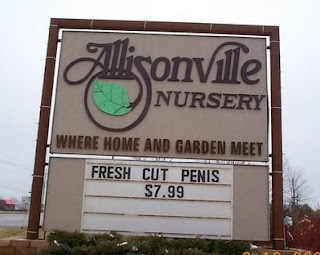 Allisonville
NURSERY
WHERE HOME AND GARDEN MEET
FRESH CUT PENIS
$7.99